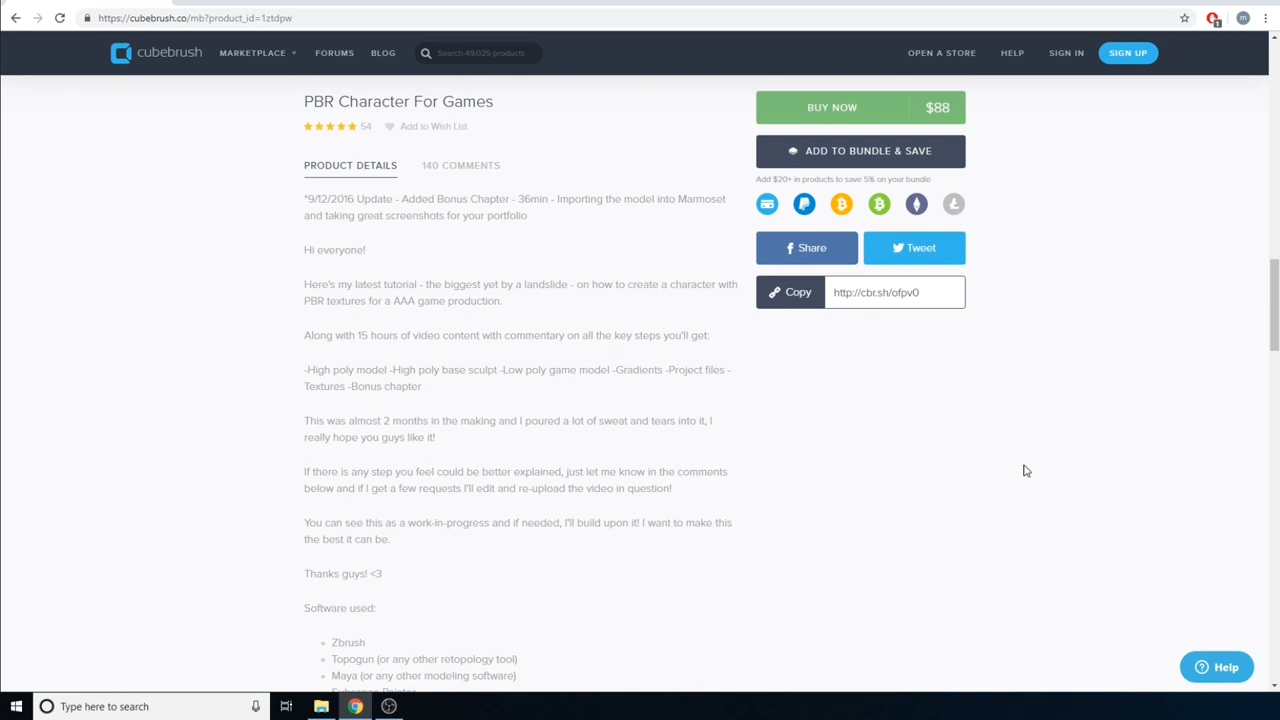 https://cubebrush.co/mb?product_id=1ztdpw
1
m
cubebrush MARKETPLACE FORUMS BLOG Search 49,025 products OPEN A STORE HELP SIGN IN SIGN UP
PBR Character For Games
54 Add to Wish List
PRODUCT DETAILS 140 COMMENTS
*9/12/2016 Update - Added Bonus Chapter - 36min - Importing the model into Marmoset
and taking great screenshots for your portfolio
Hi everyone!
Here's my latest tutorial - the biggest yet by a landslide - on how to create a character with
PBR textures for a AAA game production.
Along with 15 hours of video content with commentary on all the key steps you'll get:
-High poly model -High poly base sculpt -Low poly game model -Gradients -Project files -
Textures -Bonus chapter
This was almost 2 months in the making and I poured a lot of sweat and tears into it, I
really hope you guys like it!
If there is any step you feel could be better explained, just let me know in the comments
below and if I get a few requests I'll edit and re-upload the video in question!
You can see this as a work-in-progress and if needed, I'll build upon it! I want to make this
the best it can be.
Thanks guys! <3
Software used:
Zbrush
Topogun (or any other retopology tool)
Maya (or any other modeling software)
BUY NOW $88
ADD TO BUNDLE & SAVE
Add $20+ in products to save 5% on your bundle
Share Tweet
Copy http://cbr.sh/ofpv0
Help
Type here to search